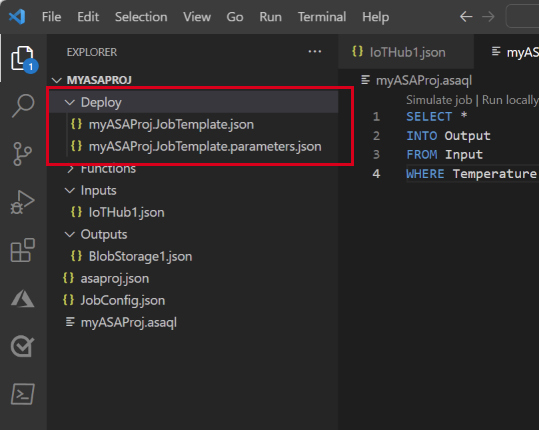 File Edit Selection View Go Run Terminal Help
EXPLORER
IoTHub1.json
myASA
MYASAPROJ
myASAProj.asaql
Deploy
Simulate job | Run locally
myASAProj.JobTemplate.json
1 SELECT *
myASAProj.JobTemplate.parameters.json
2 INTO Output
Functions
3 FROM Input
Inputs
4 WHERE Temperature
IoTHub1.json
Outputs
BlobStorage1.json
asaproj.json
JobConfig.json
myASAProj.asaql
1